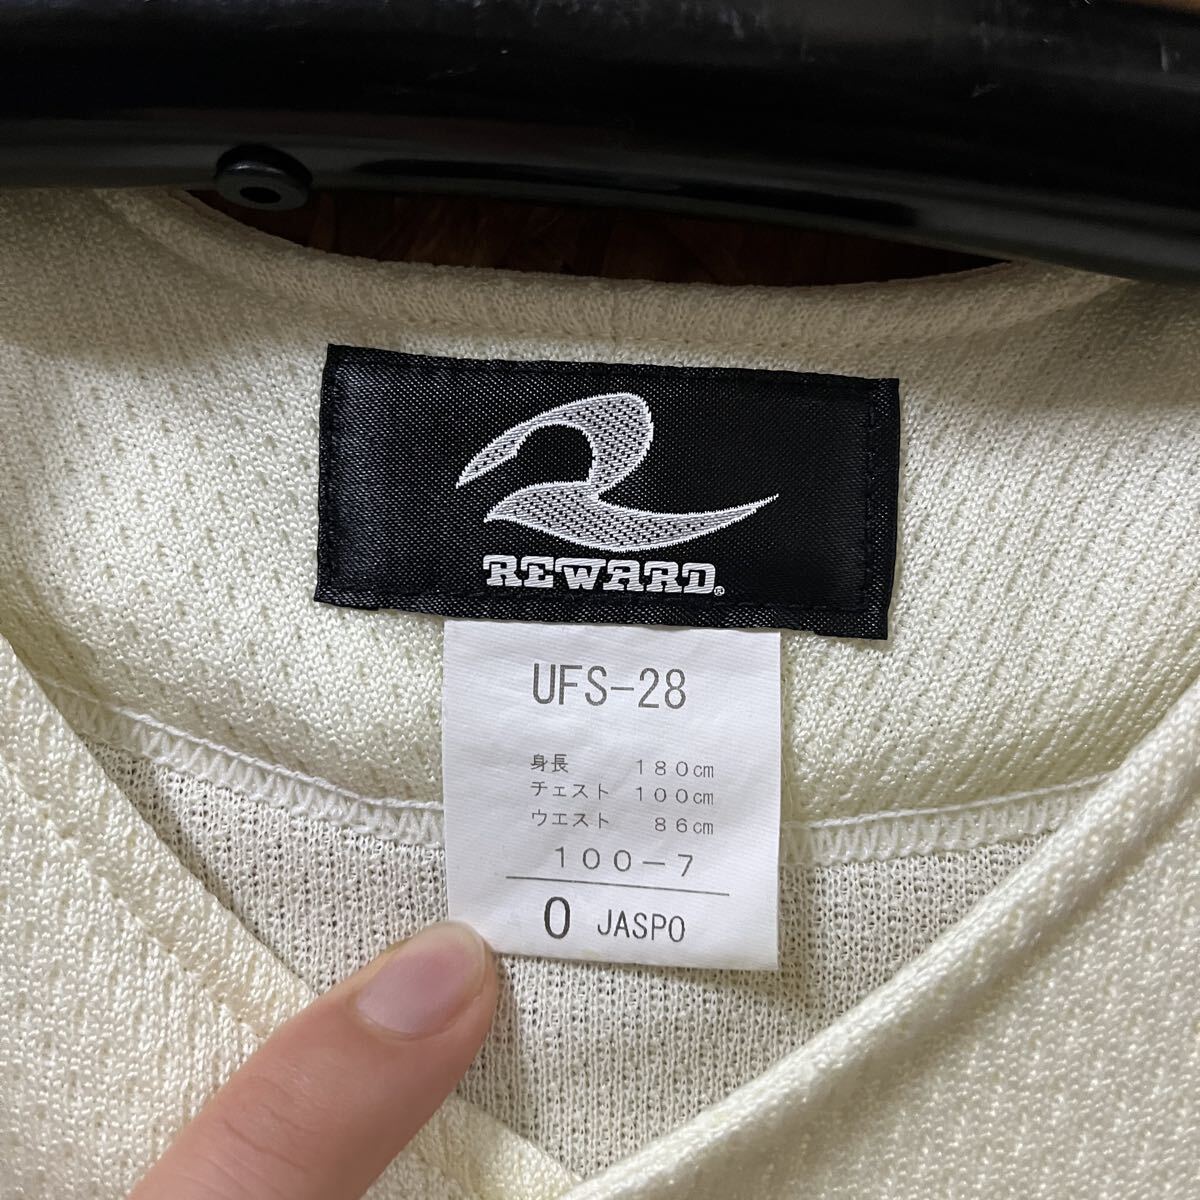 REWARD®
UFS-28
身長 180cm
チェスト 100cm
ウエスト 86cm
100-7
O JASPO